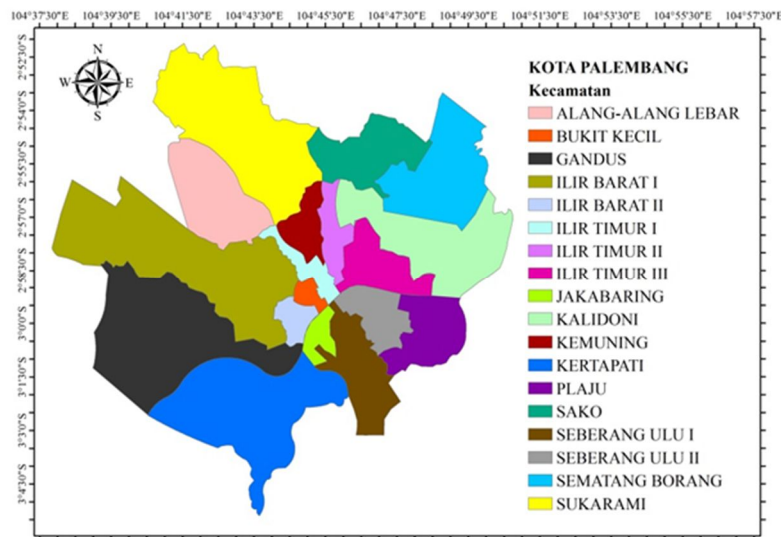 104°37'30"E 104°39'30"E 104°41'30"E 104°43'30"E 104°45'30"E 104°47'30"E 104°49'30"E 104°51'30"E 104°53'30"E 104°55'30"E 104°57'30"E
N
W E
S
2°52'30"S
2°54'0"S
2°55'30"S
2°57'0"S
2°58'30"S
3°0'0"S
3°1'30"S
3°3'0"S
3°4'30"S
KOTA PALEMBANG
Kecamatan
ALANG-ALANG LEBAR
BUKIT KECIL
GANDUS
ILIR BARAT I
ILIR BARAT II
ILIR TIMUR I
ILIR TIMUR II
ILIR TIMUR III
JAKABARING
KALIDONI
KEMUNING
KERTAPATI
PLAJU
SAKO
SEBERANG ULU I
SEBERANG ULU II
SEMATANG BORANG
SUKARAMI